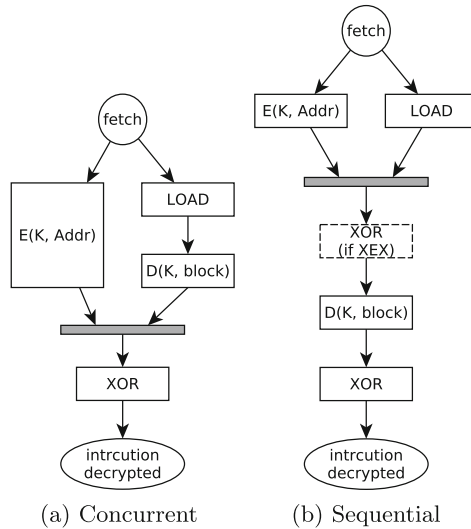 fetch
E(K, Addr)
LOAD
D(K, block)
XOR
intrcution
decrypted
(a) Concurrent
fetch
E(K, Addr)
LOAD
XOR
(if XEX)
D(K, block)
XOR
intrcution
decrypted
(b) Sequential